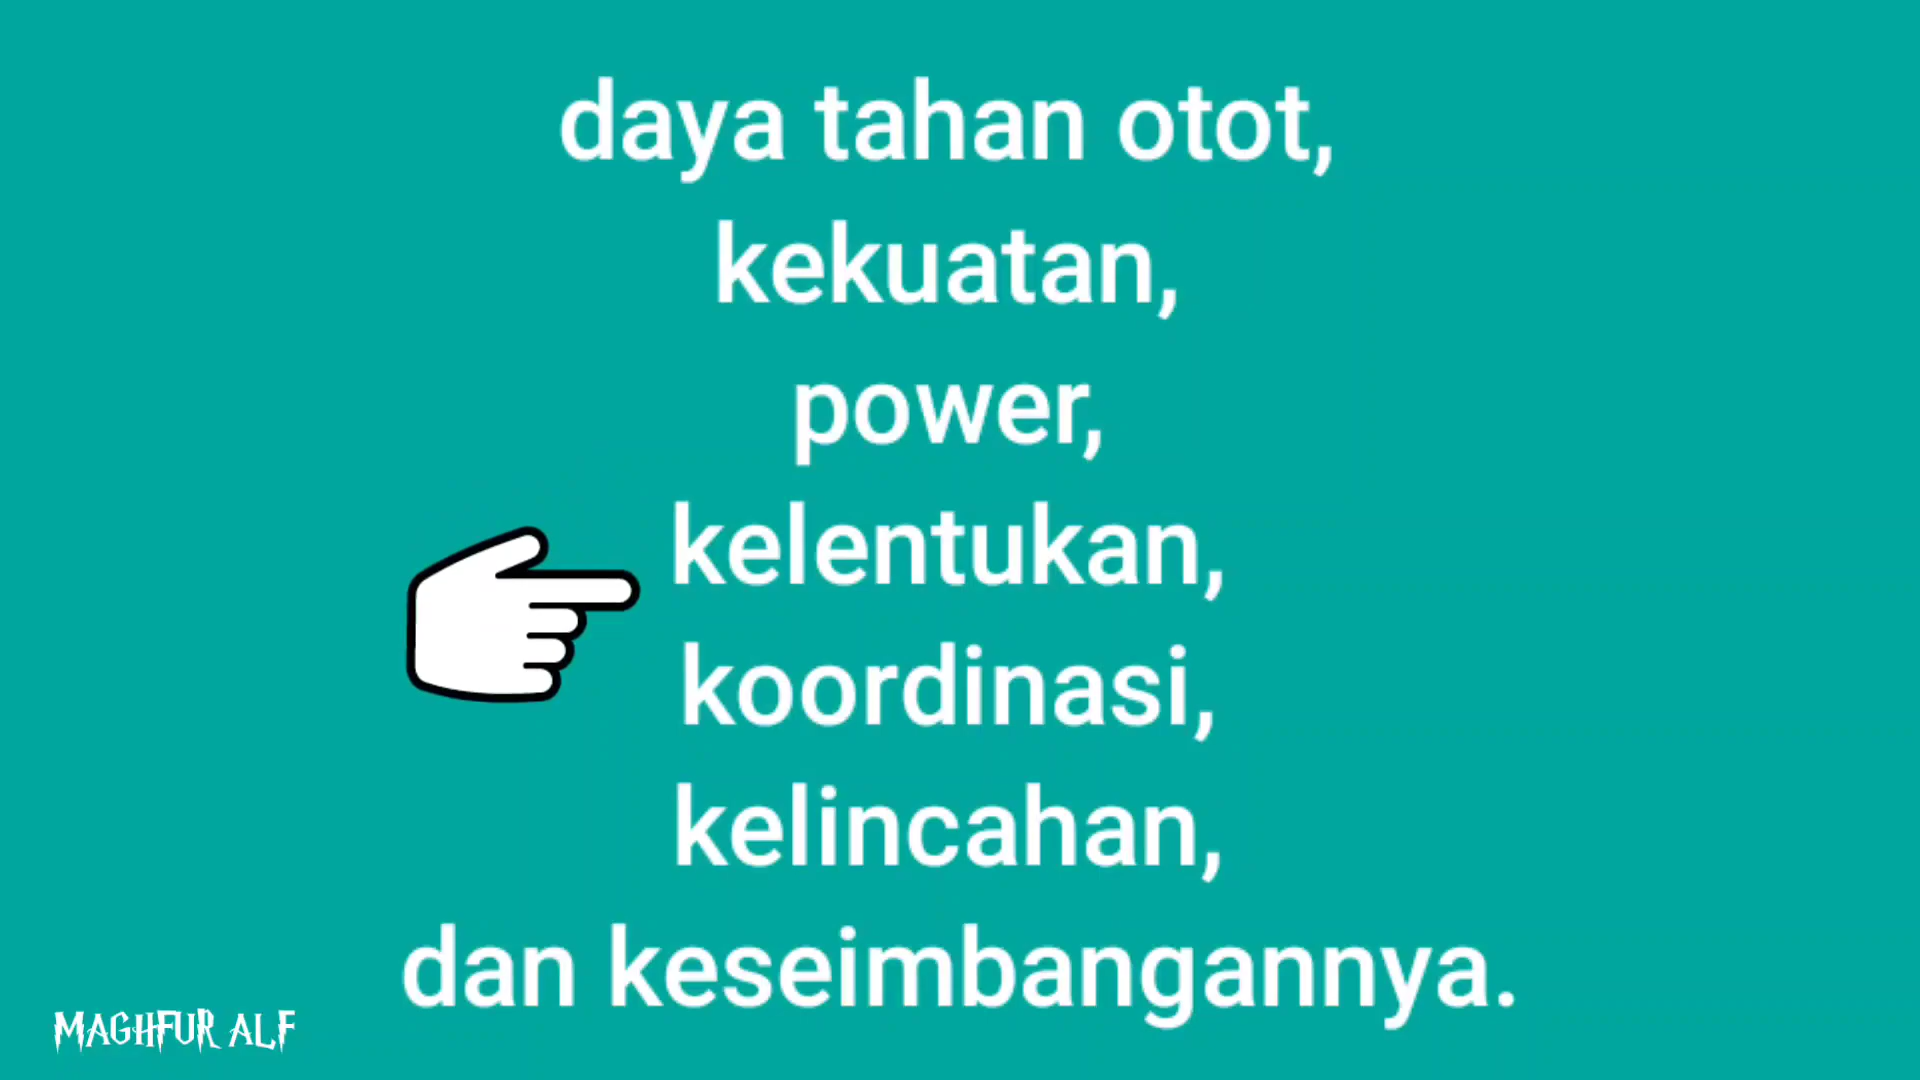 daya tahan otot,
kekuatan,
power,
kelentukan,
koordinasi,
kelincahan,
dan keseimbangannya.
MAGHFUR ALF